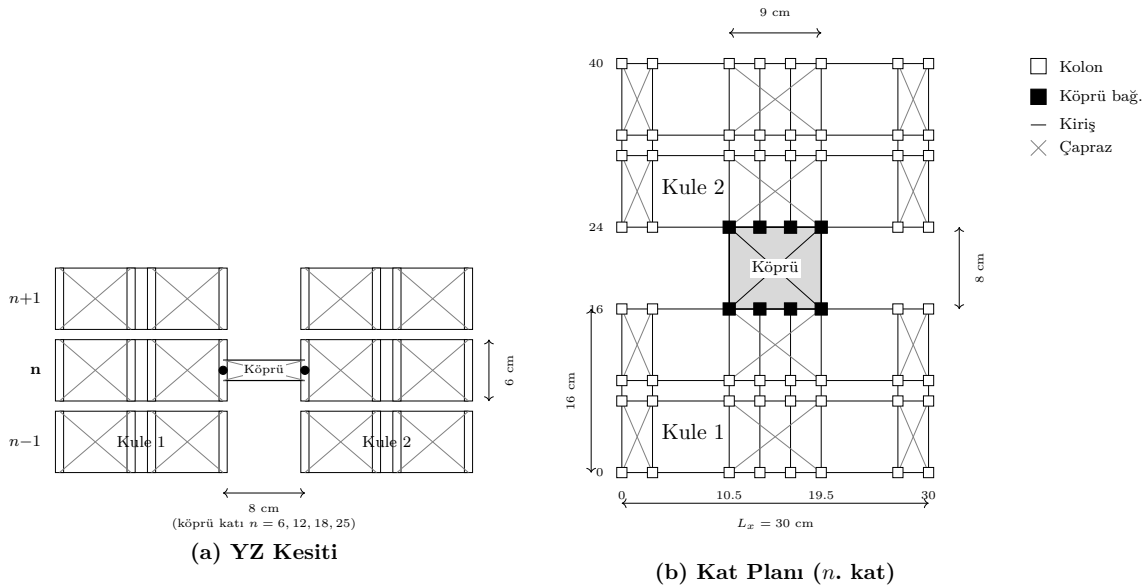 n+1
n
n−1
Köprü
Kule 1
Kule 2
6 cm
8 cm
(köprü katı n = 6, 12, 18, 25)
(a) YZ Kesiti
9 cm
40
24
16
0
Kule 2
Köprü
Kule 1
16 cm
8 cm
0
10.5
19.5
30
Lx = 30 cm
(b) Kat Planı (n. kat)
Kolon
Köprü bağ.
Kiriş
Çapraz